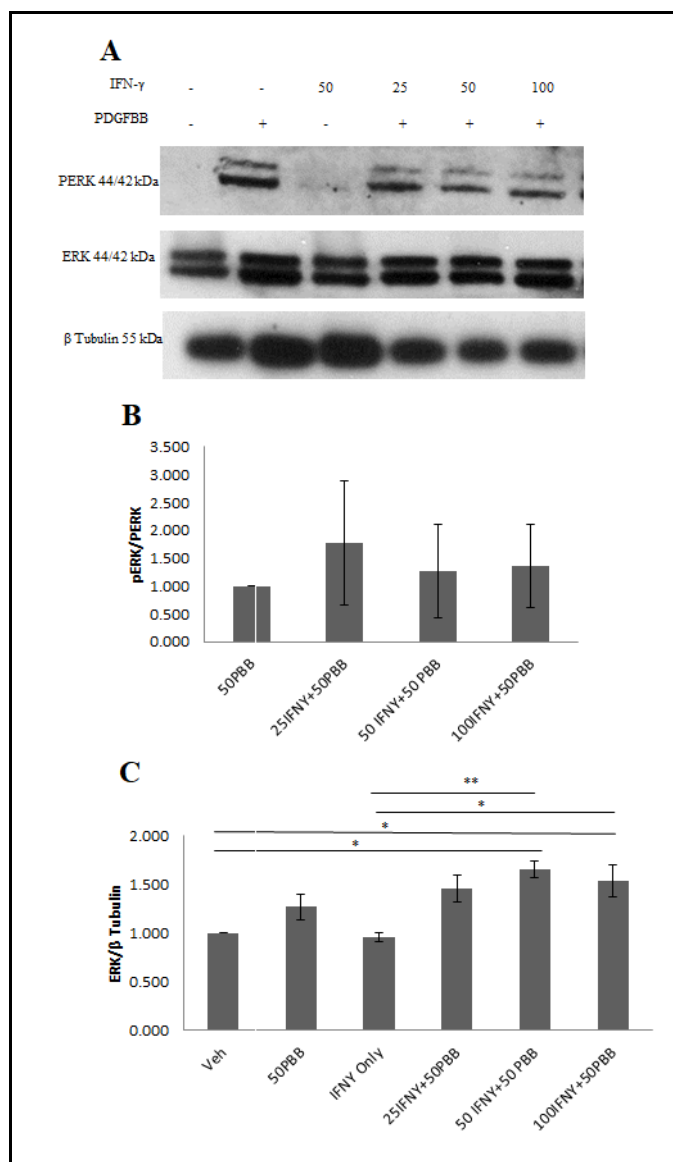 A
IFN-γ - - 50 25 50 100
PDGFBB - + - + + +
PERK 44/42 kDa
ERK 44/42 kDa
β Tubulin 55 kDa
B
3.500
3.000
2.500
2.000
1.500
1.000
0.500
0.000
pERK/PERK
50PBB
25IFNY+50PBB
50 IFNY+50 PBB
100IFNY+50PBB
C
**
*
*
*
2.000
1.500
1.000
0.500
0.000
ERK/β Tubulin
Veh
50PBB
IFNY Only
25IFNY+50PBB
50 IFNY+50 PBB
100IFNY+50PBB